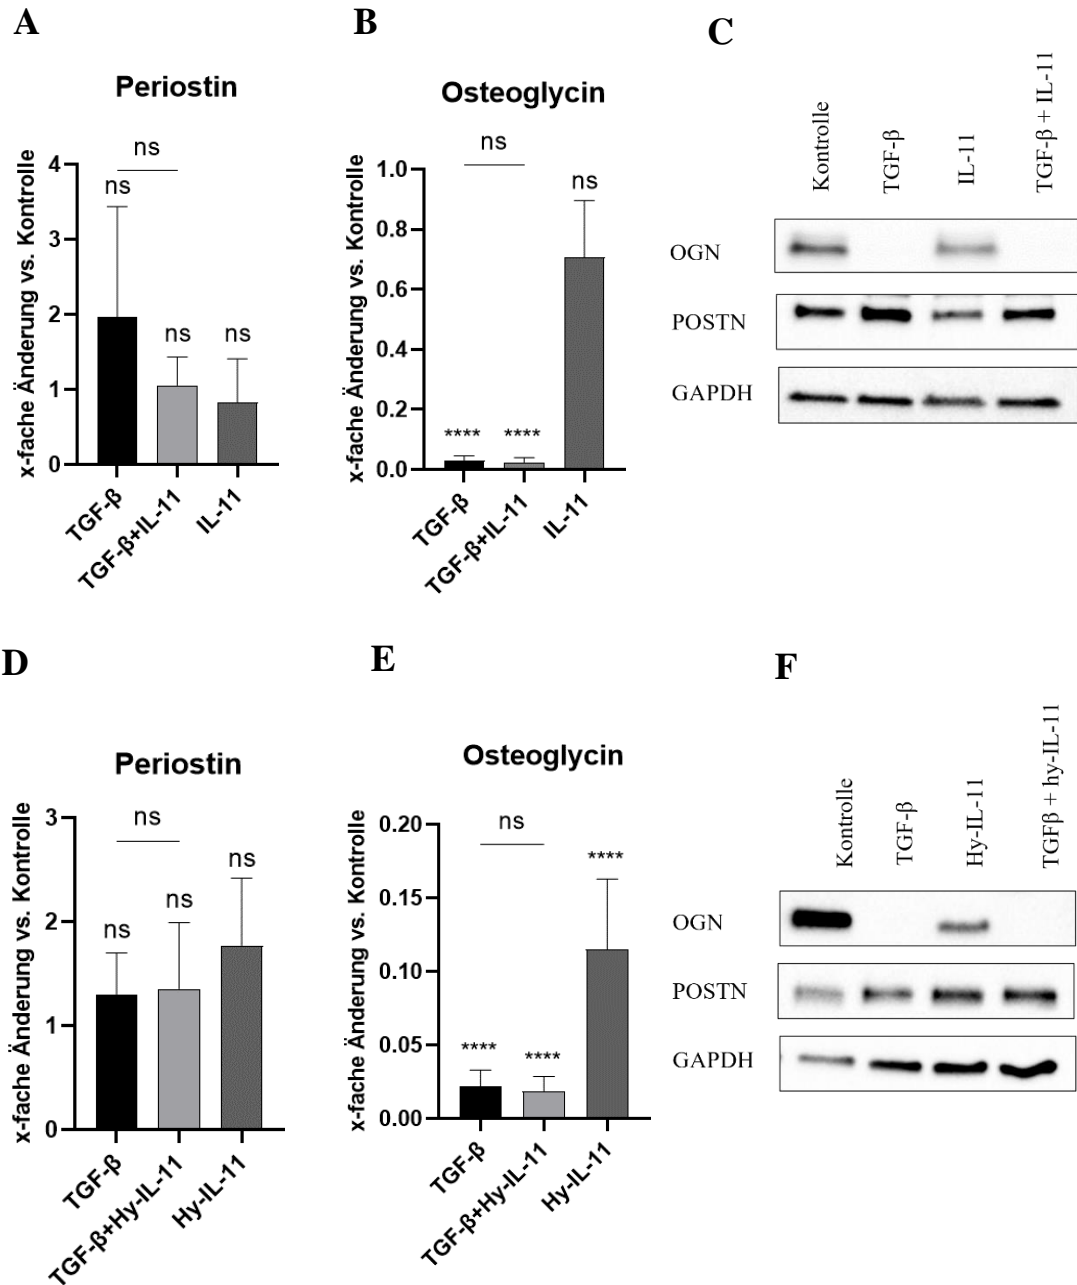 A
Periostin
x-fache Änderung vs. Kontrolle
4
3
2
1
0
ns
ns
ns
ns
TGF-β
TGF-β+IL-11
IL-11
B
Osteoglycin
x-fache Änderung vs. Kontrolle
1.0
0.8
0.6
0.4
0.2
0.0
ns
ns
****
****
TGF-β
TGF-β+IL-11
IL-11
C
Kontrolle
TGF-β
IL-11
TGF-β + IL-11
OGN
POSTN
GAPDH
D
Periostin
x-fache Änderung vs. Kontrolle
3
2
1
0
ns
ns
ns
ns
TGF-β
TGF-β+Hy-IL-11
Hy-IL-11
E
Osteoglycin
x-fache Änderung vs. Kontrolle
0.20
0.15
0.10
0.05
0.00
ns
****
****
****
TGF-β
TGF-β+Hy-IL-11
Hy-IL-11
F
Kontrolle
TGF-β
Hy-IL-11
TGFβ + hy-IL-11
OGN
POSTN
GAPDH